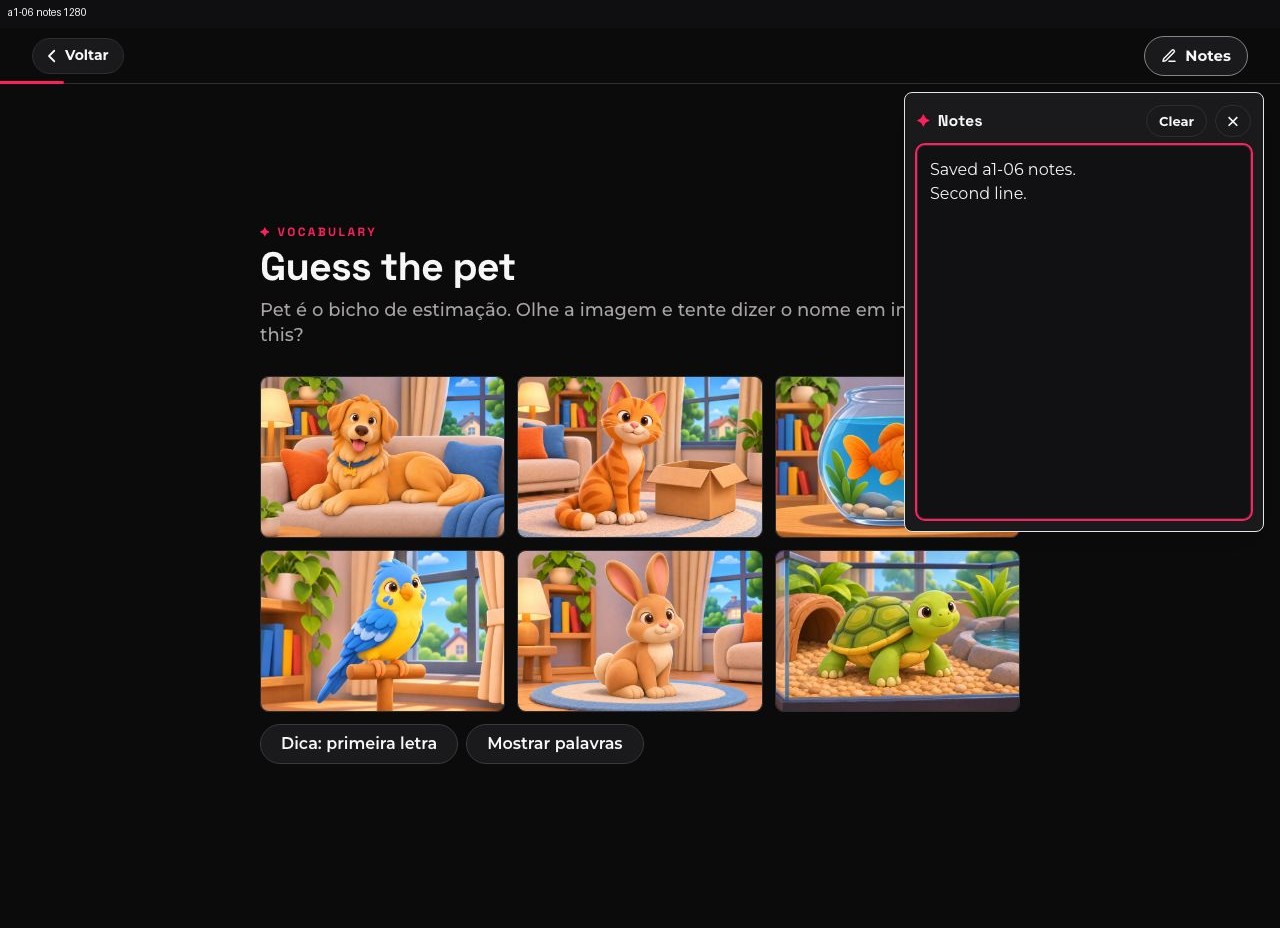 a1-06 notes 1280
Voltar
Notes
Notes
Clear
Saved a1-06 notes.
Second line.
VOCABULARY
Guess the pet
Pet é o bicho de estimação. Olhe a imagem e tente dizer o nome em
this?
Dica: primeira letra
Mostrar palavras